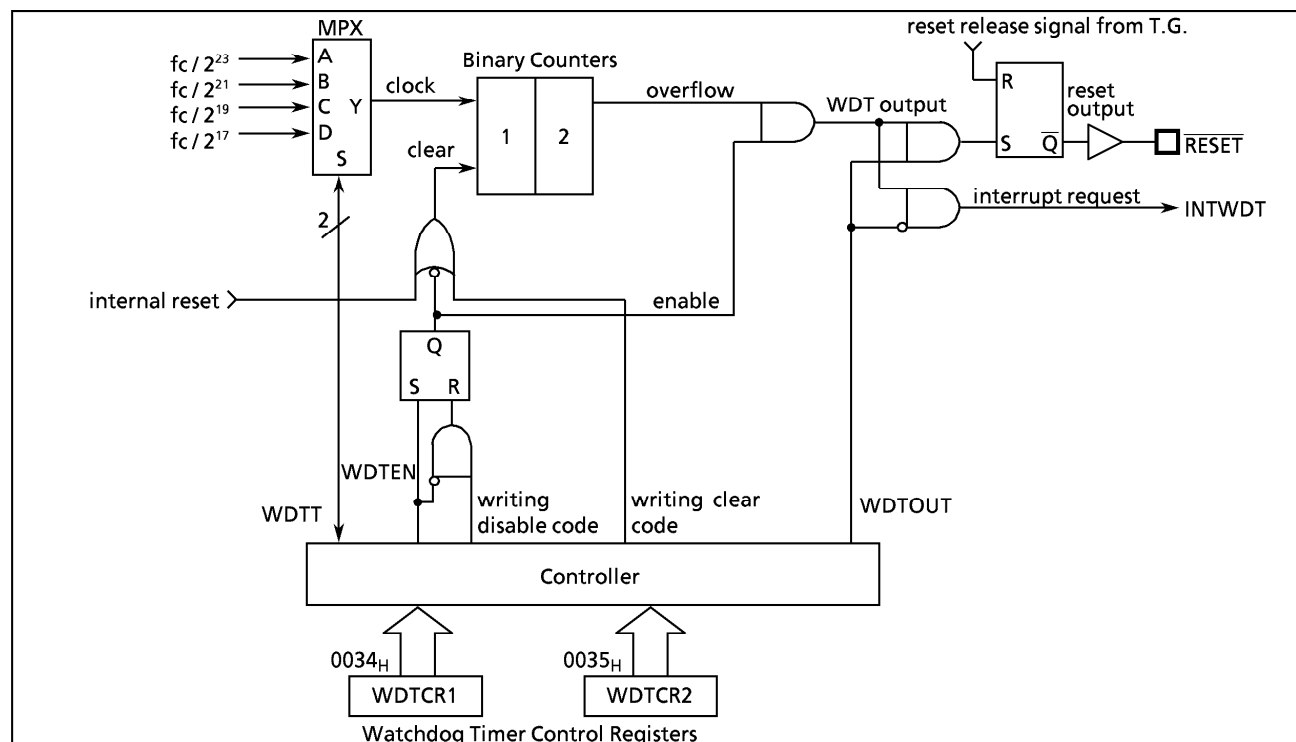 MPX
reset release signal from T.G.
fc / 2²³
A
fc / 2²¹
B
fc / 2¹⁹
C
Y
fc / 2¹⁷
D
S
clock
Binary Counters
1
2
overflow
WDT output
R
S
Q̅
reset
output
R̅E̅S̅E̅T̅
clear
2
interrupt request
INTWDT
internal reset
enable
Q
S
R
WDTEN
WDTT
writing
disable code
writing clear
code
WDTOUT
Controller
0034H
WDTCR1
0035H
WDTCR2
Watchdog Timer Control Registers